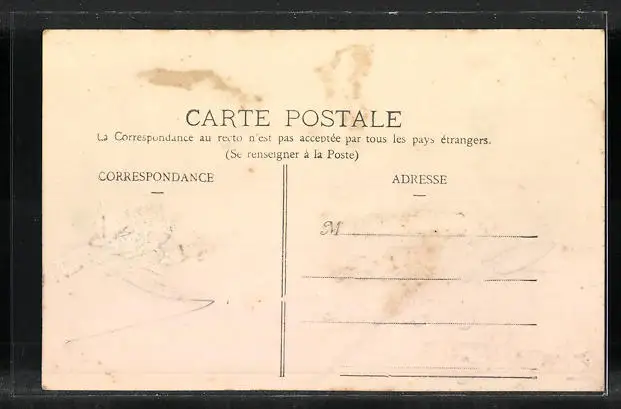 CARTE POSTALE
La Correspondance au recto n'est pas acceptée par tous les pays étrangers.
(Se renseigner à la Poste)
CORRESPONDANCE
ADRESSE
M